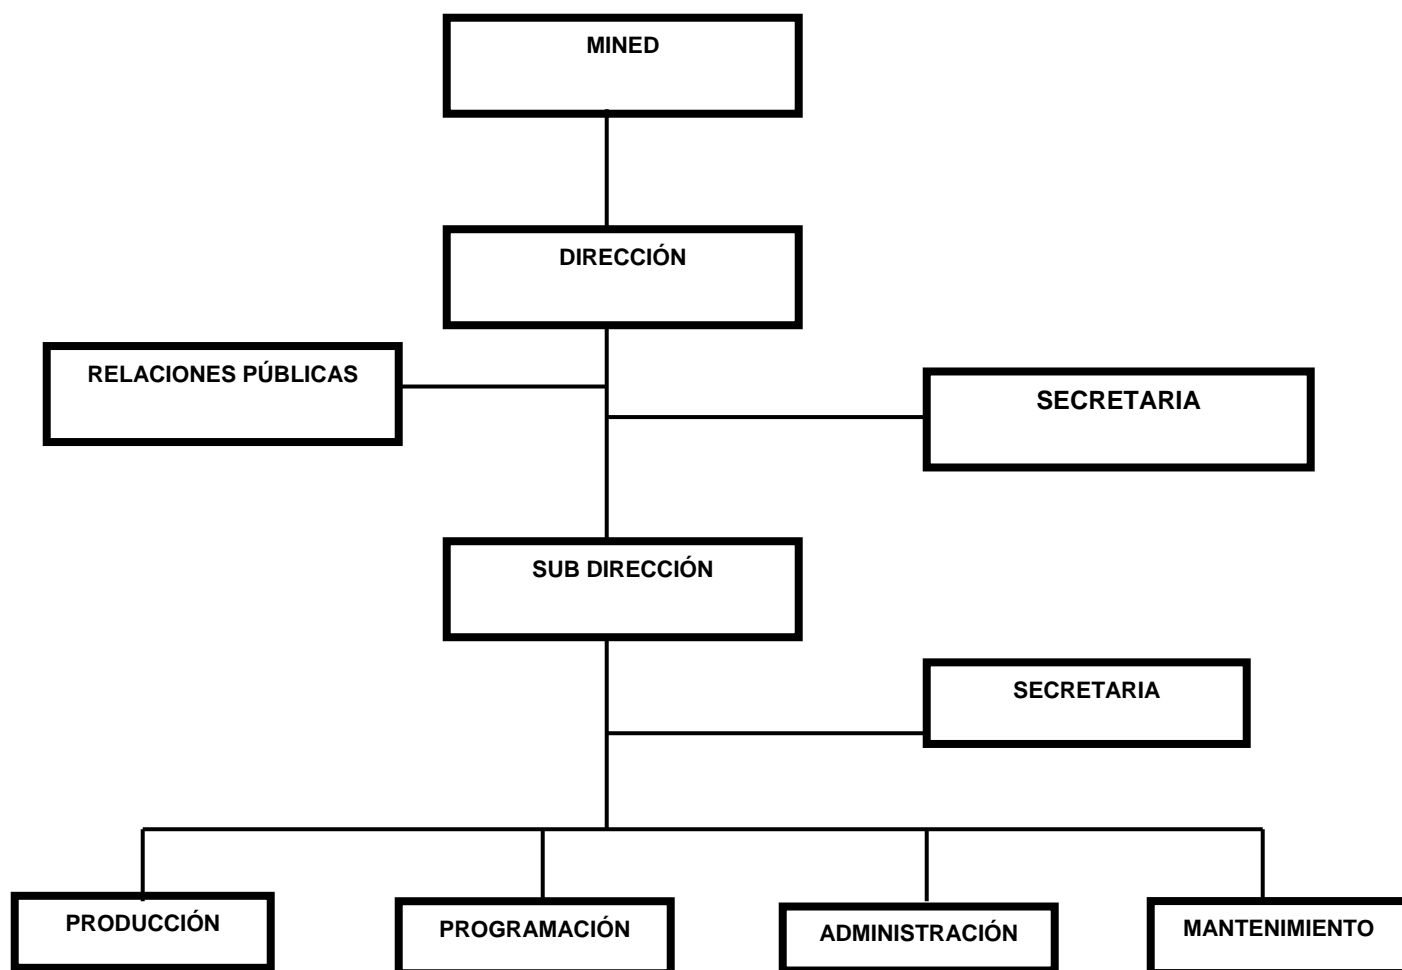 MINED
DIRECCIÓN
RELACIONES PÚBLICAS
SECRETARIA
SUB DIRECCIÓN
SECRETARIA
PRODUCCIÓN
PROGRAMACIÓN
ADMINISTRACIÓN
MANTENIMIENTO